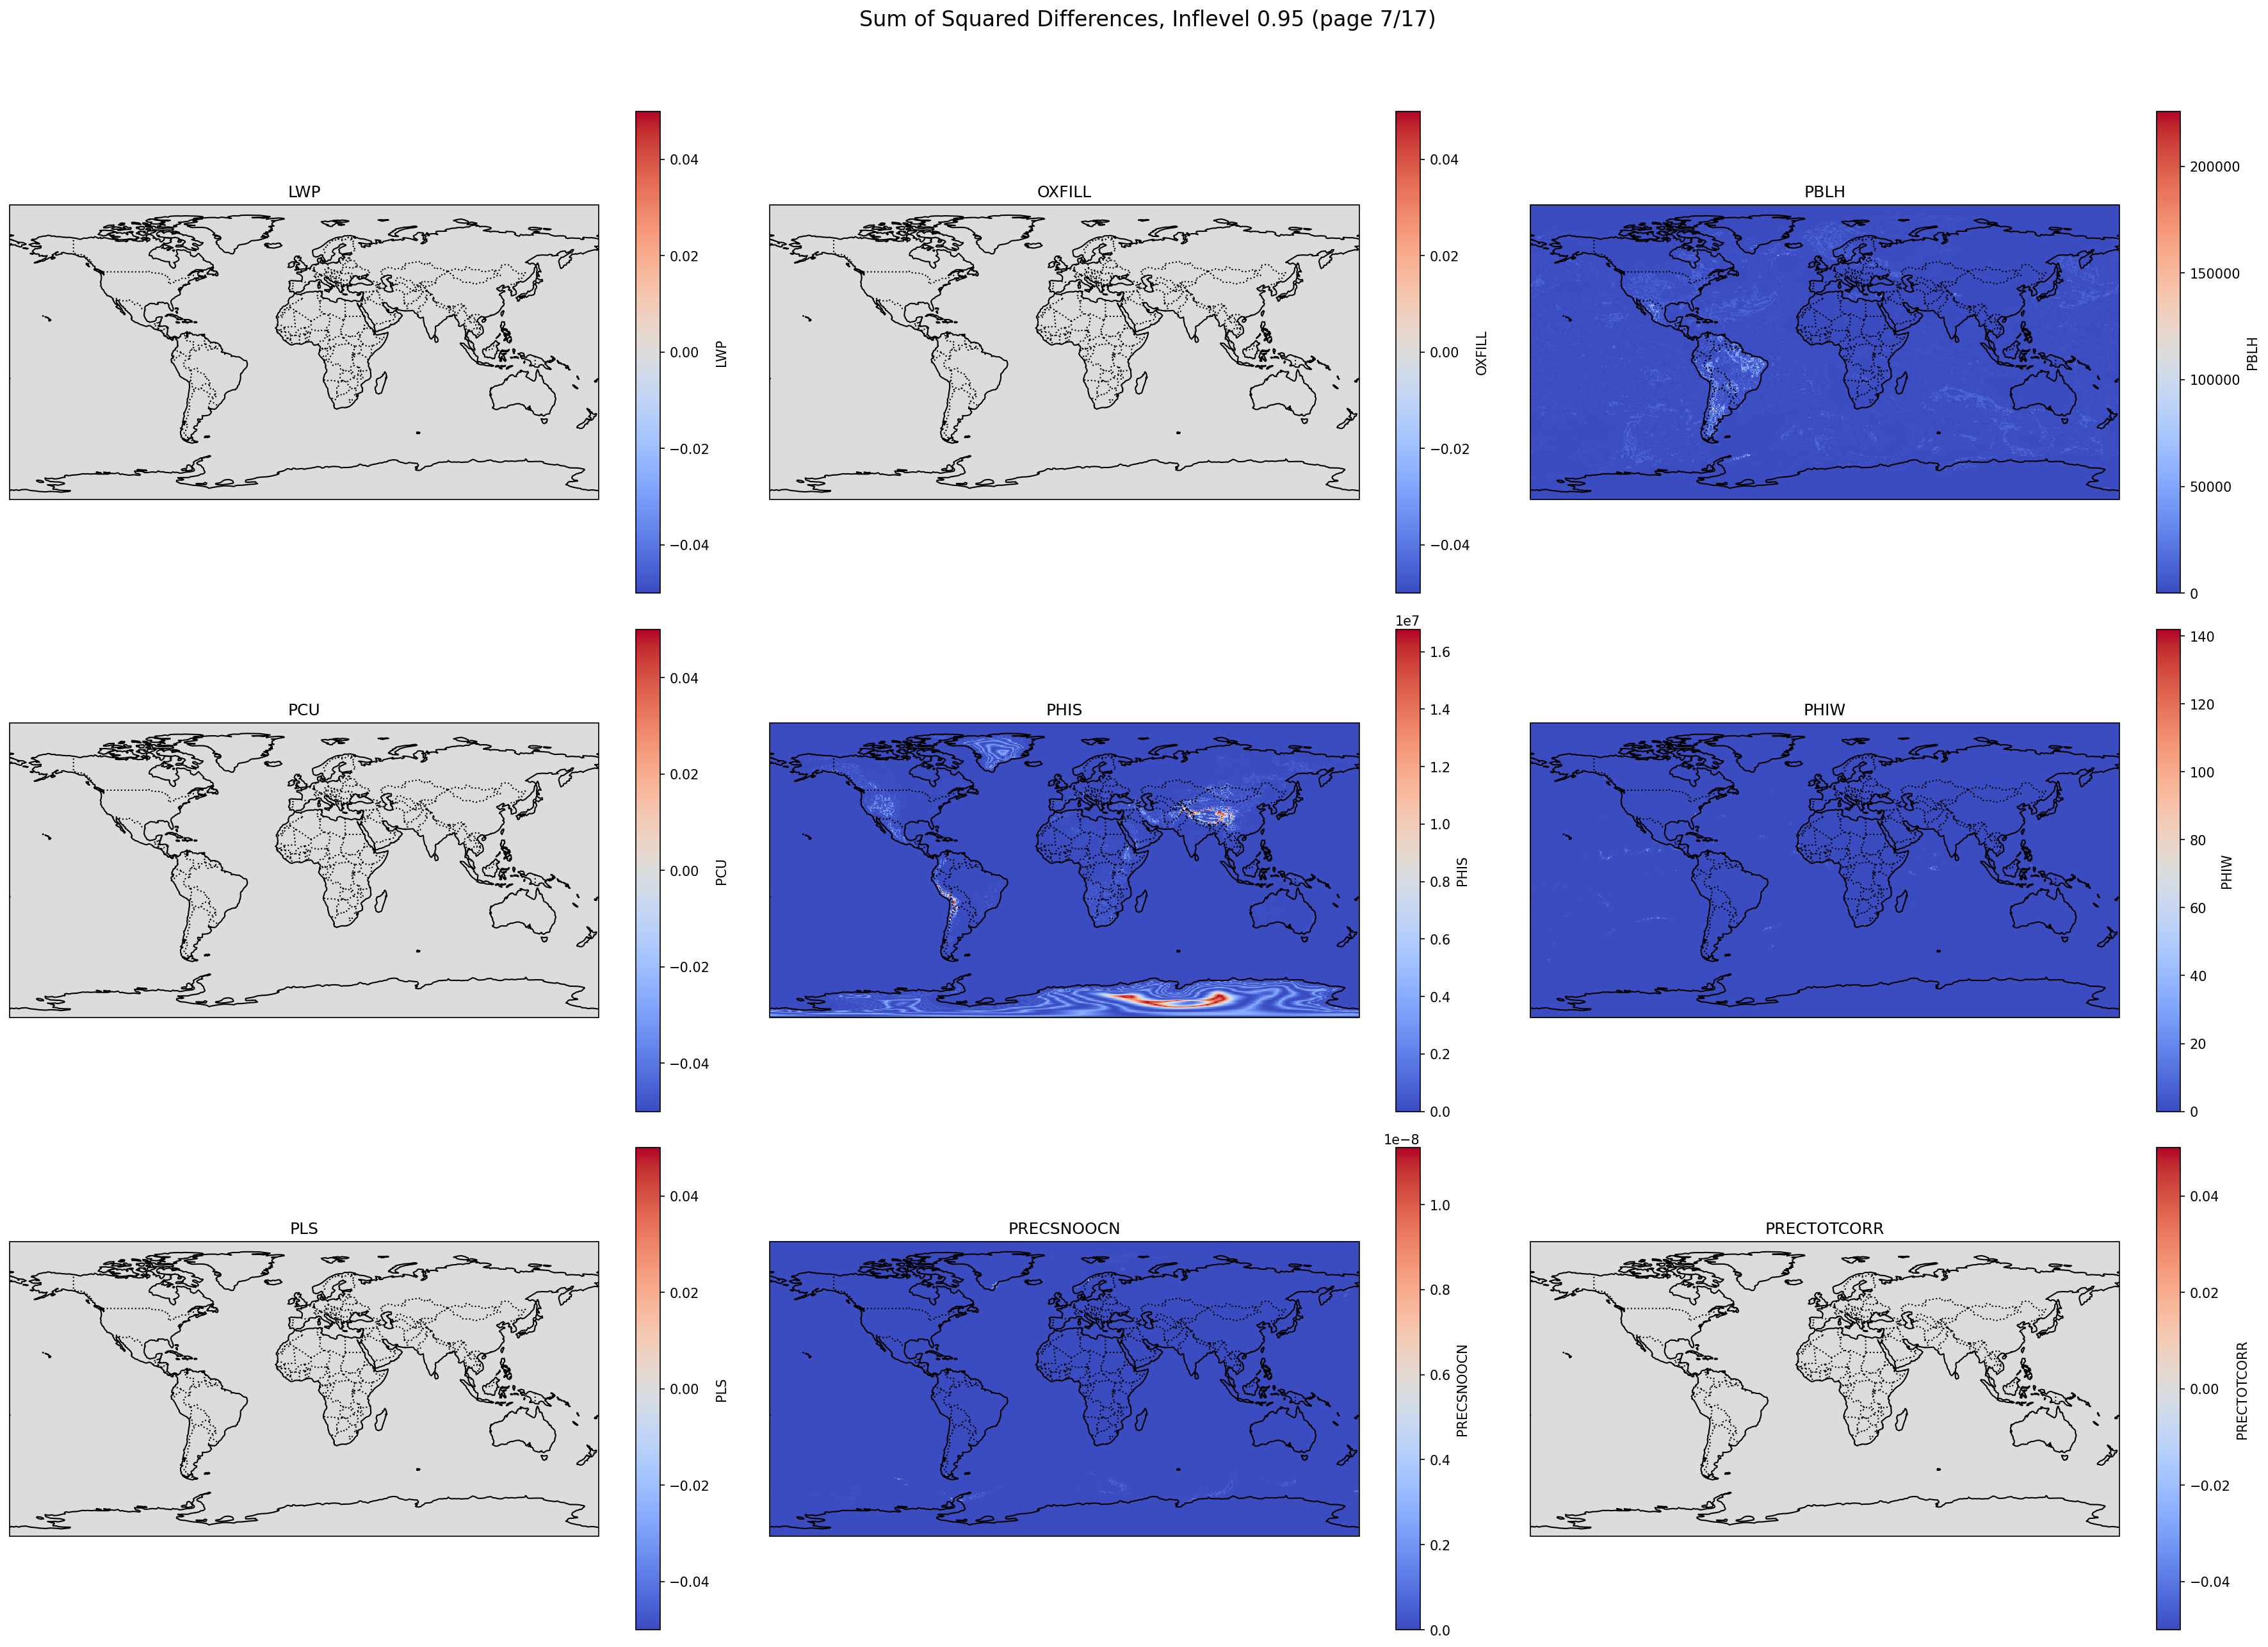 Sum of Squared Differences, Inflevel 0.95 (page 7/17)
LWP
0.04
0.02
0.00
−0.02
−0.04
LWP
OXFILL
0.04
0.02
0.00
−0.02
−0.04
OXFILL
PBLH
200000
150000
100000
50000
0
PBLH
PCU
0.04
0.02
0.00
−0.02
−0.04
PCU
PHIS
1e7
1.6
1.4
1.2
1.0
0.8
0.6
0.4
0.2
0.0
PHIS
PHIW
140
120
100
80
60
40
20
0
PHIW
PLS
0.04
0.02
0.00
−0.02
−0.04
PLS
PRECSNOOCN
1e−8
1.0
0.8
0.6
0.4
0.2
0.0
PRECSNOOCN
PRECTOTCORR
0.04
0.02
0.00
−0.02
−0.04
PRECTOTCORR